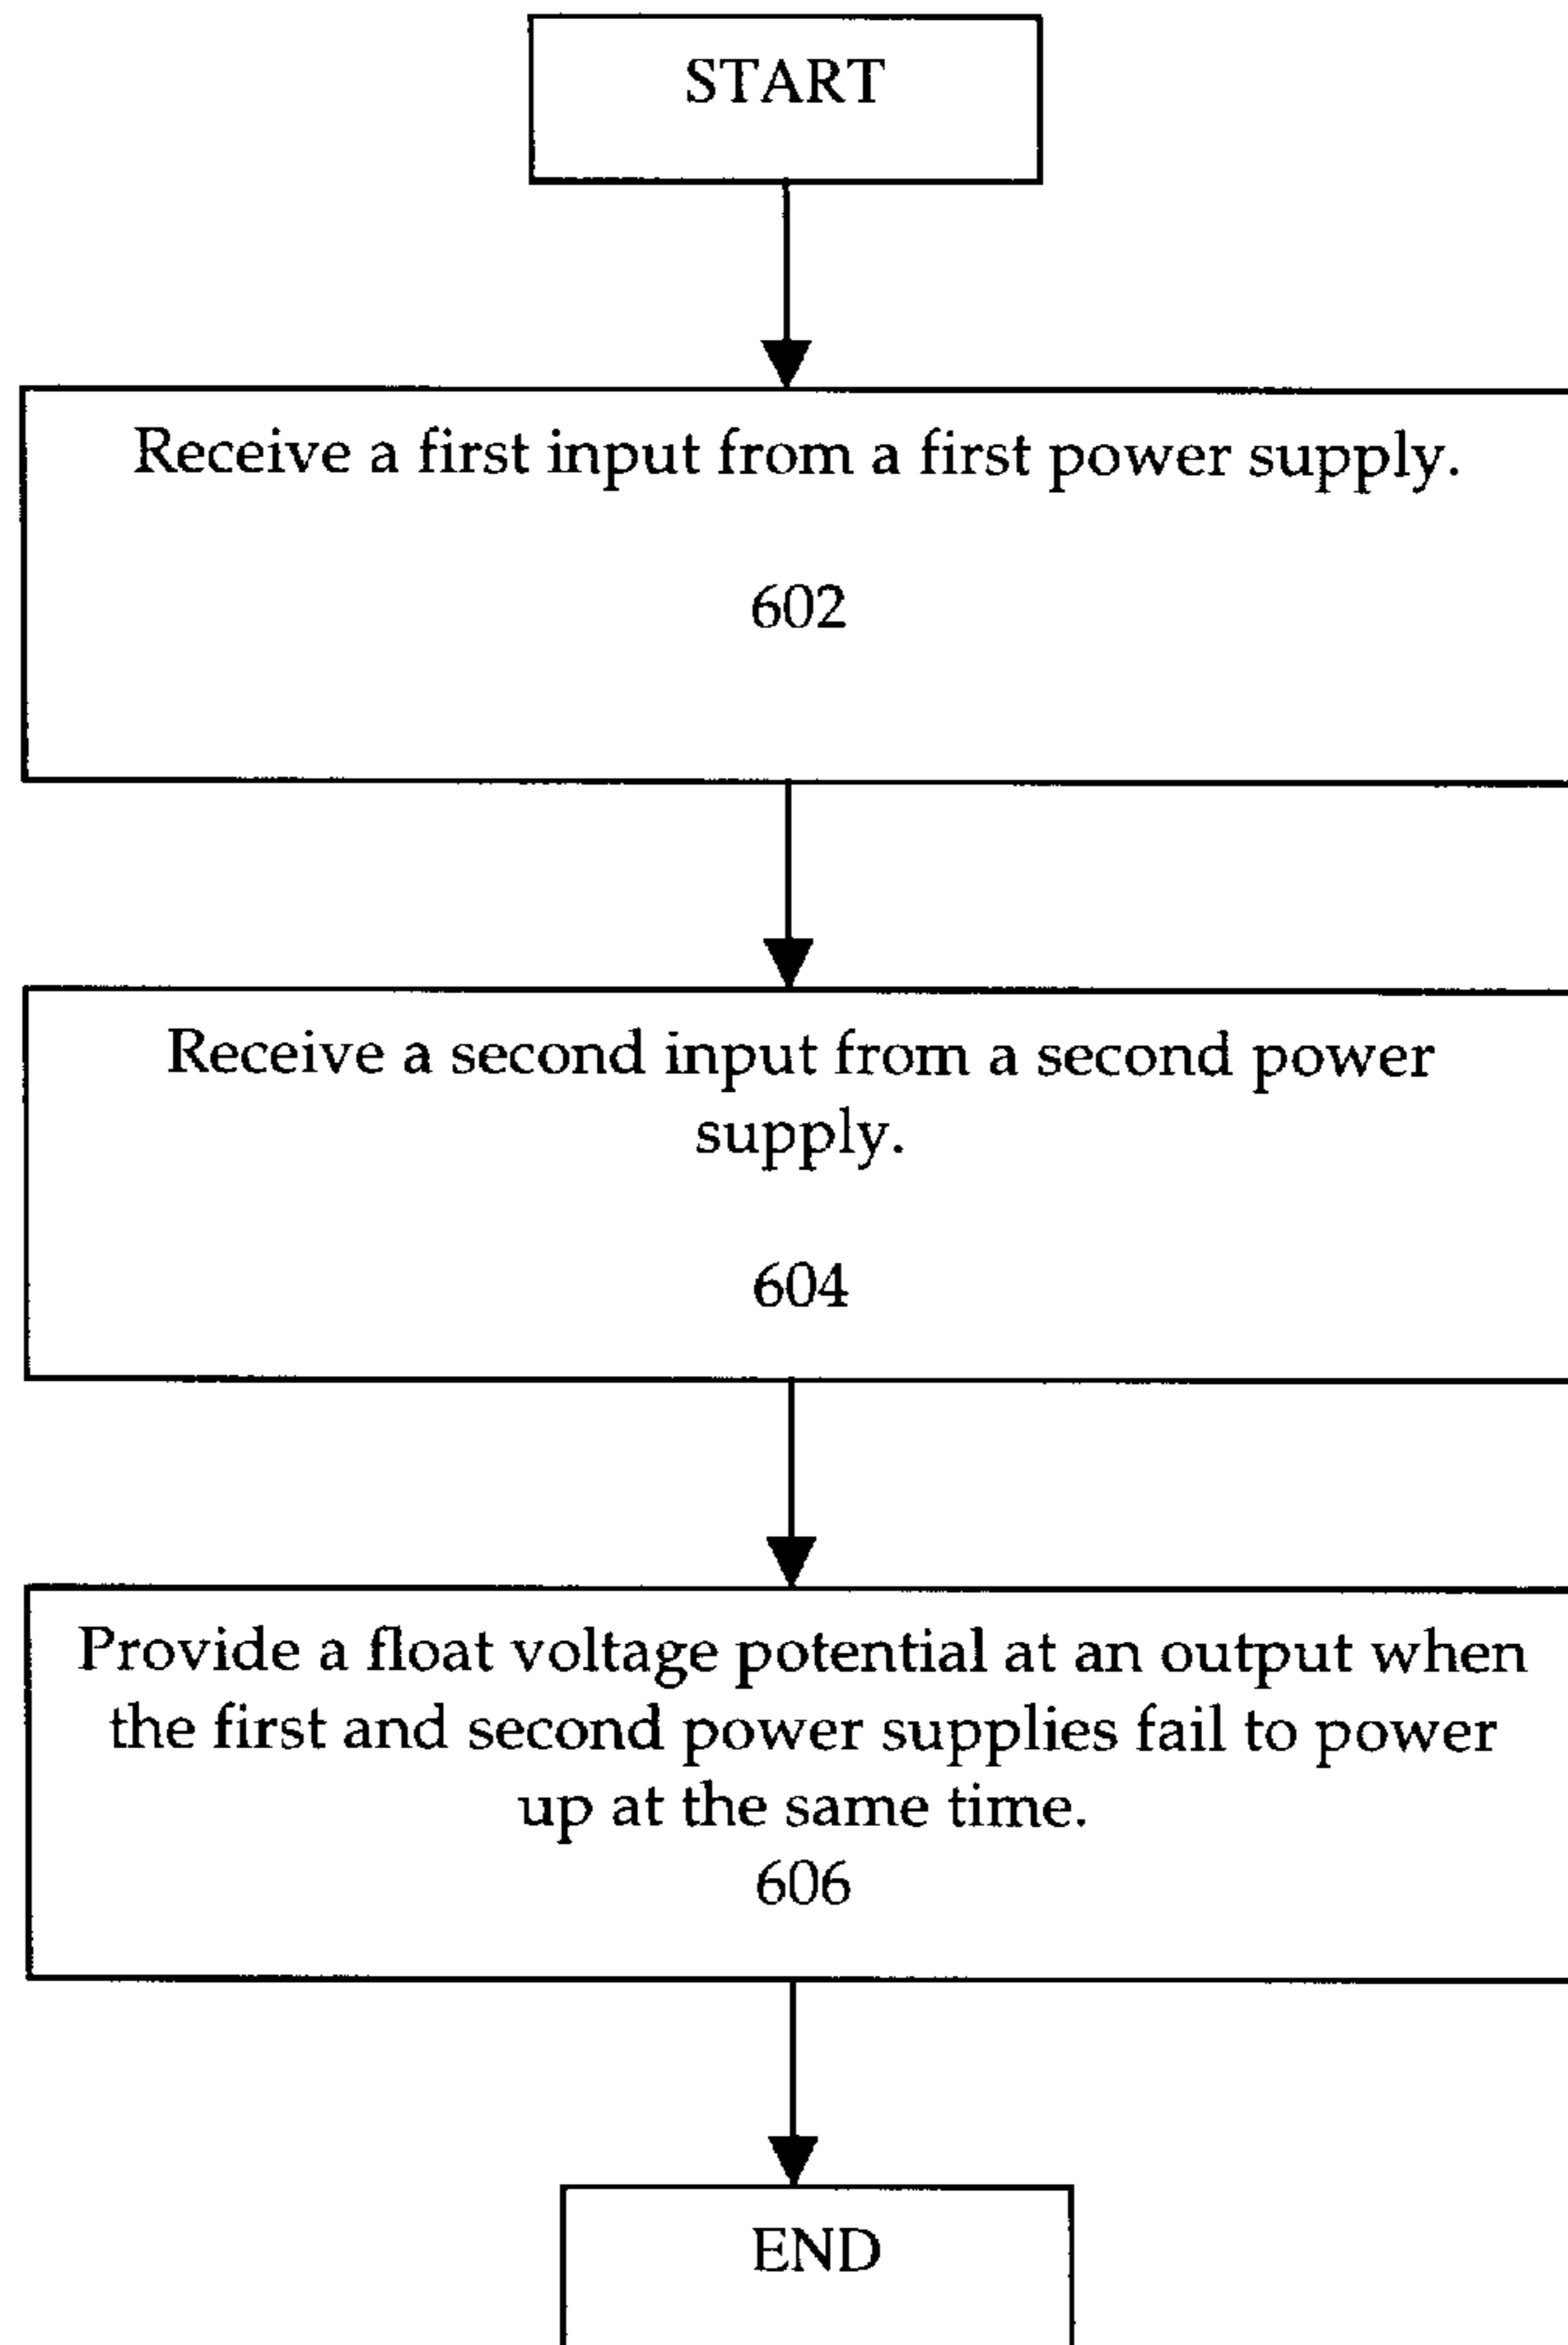 START
Receive a first input from a first power supply.
602
Receive a second input from a second power
supply.
604
Provide a float voltage potential at an output when
the first and second power supplies fail to power
up at the same time.
606
END